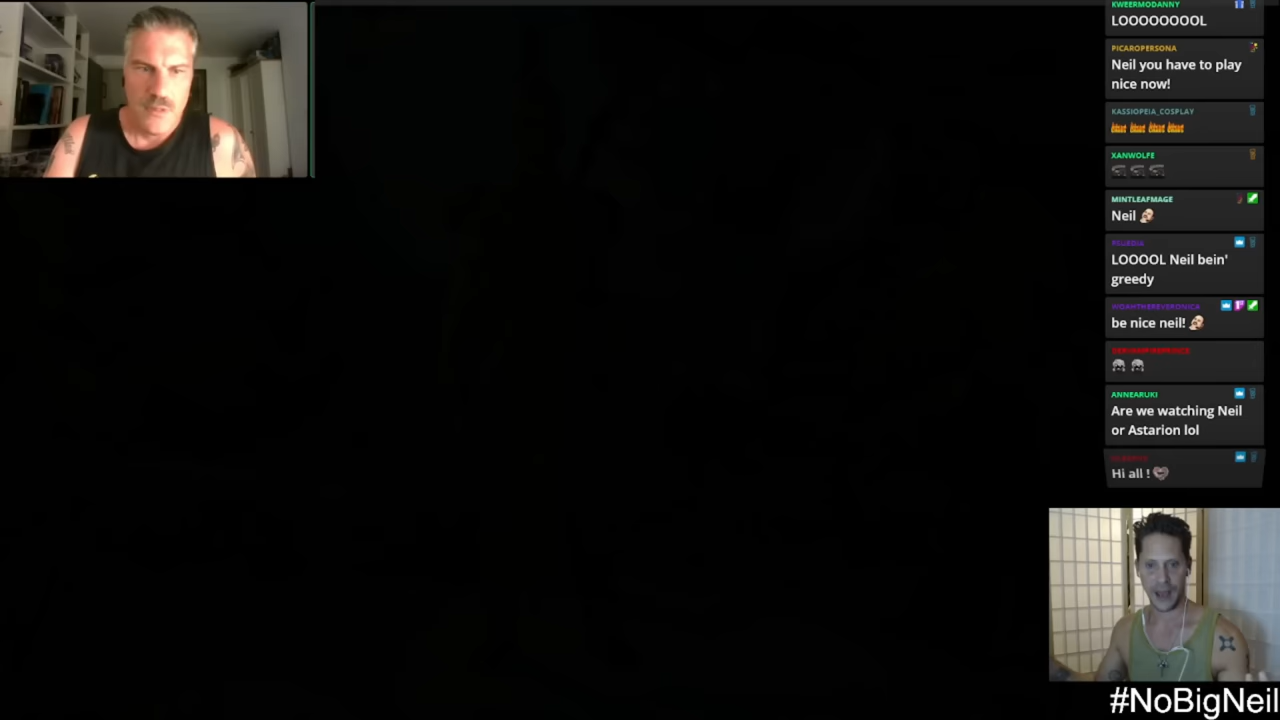 KWEERMODANNY
LOOOOOOOOL
PICAROPERSONA
Neil you have to play
nice now!
KASSIOPEIA_COSPLAY
XANWOLFE
MINTLEAFMAGE
Neil
LOOOOL Neil bein'
greedy
WOAHTHEREVERONICA
be nice neil!
ANNEARUKI
Are we watching Neil
or Astarion lol
Hi all !
#NoBigNeil